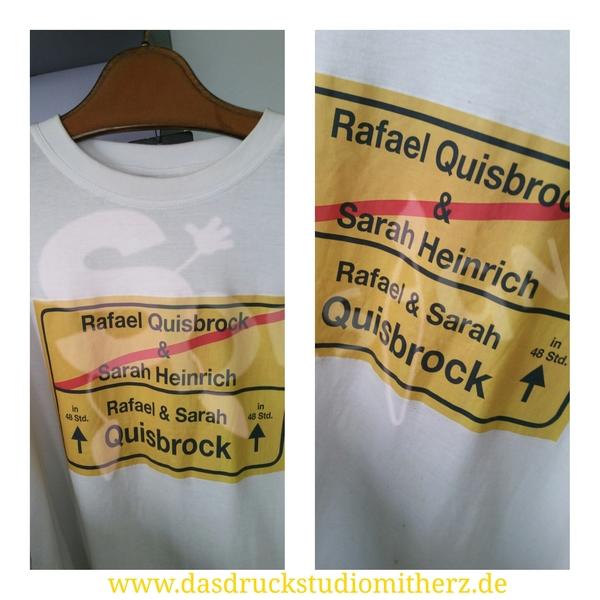 Rafael Quisbrock
&
Sarah Heinrich
in
48 Std.
Rafael & Sarah
Quisbrock
in
48 Std.
Rafael Quisbroc
&
Sarah Heinrich
Rafael & Sarah
Quisbrock
in
48 Std.
www.dasdruckstudiomitherz.de